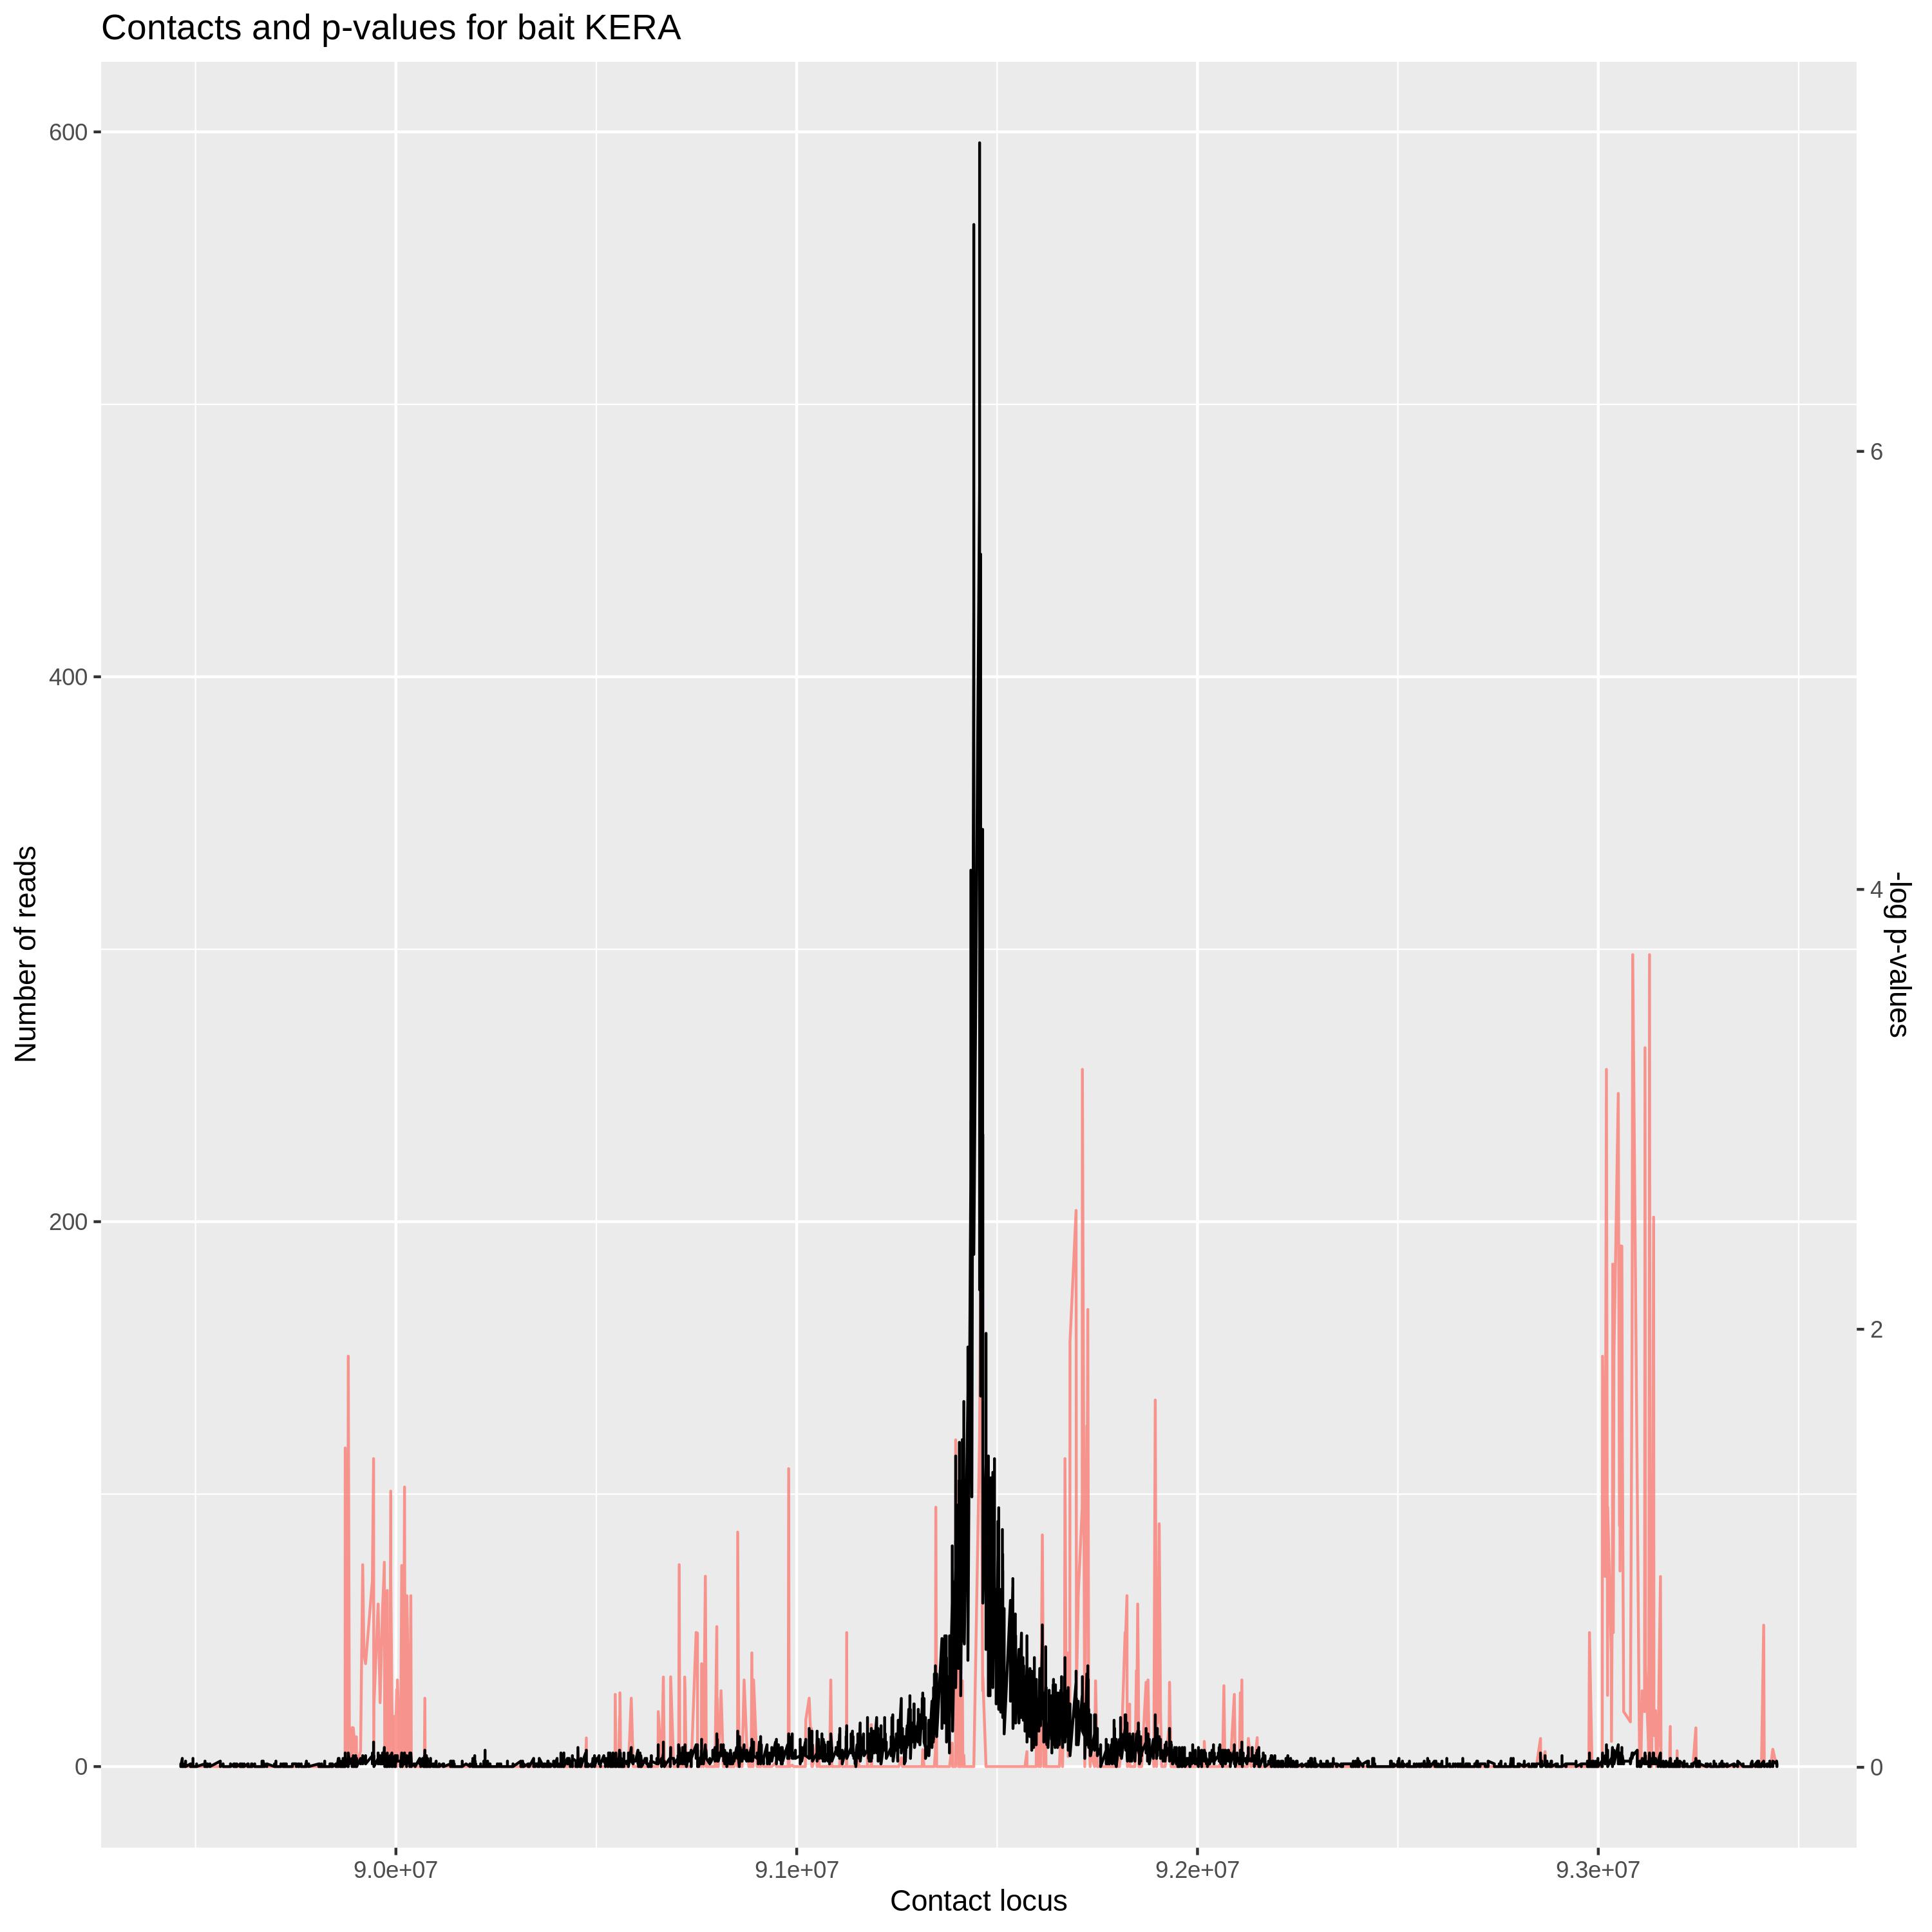 Contacts and p-values for bait KERA
600
400
200
0
Number of reads
6
4
2
0
-log p-values
9.0e+07
9.1e+07
9.2e+07
9.3e+07
Contact locus